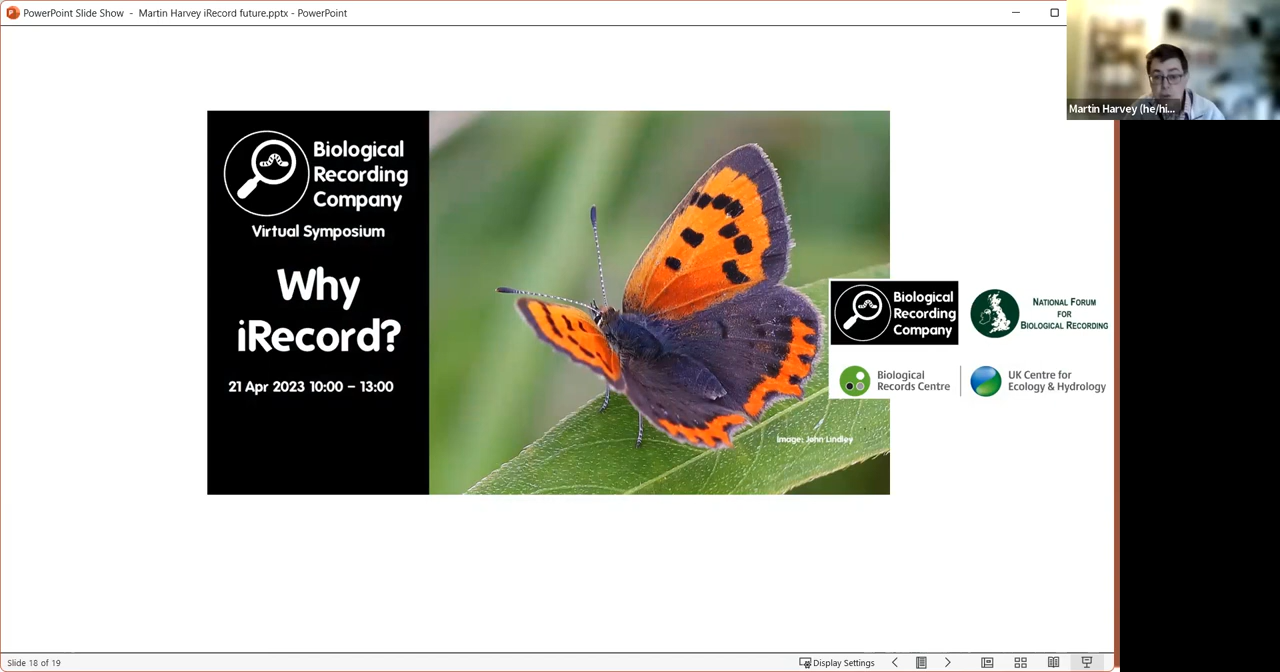 PowerPoint Slide Show - Martin Harvey iRecord future.pptx - PowerPoint
Martin Harvey (he/hi...
Biological
Recording
Company
Virtual Symposium
Why
iRecord?
21 Apr 2023 10:00 – 13:00
Biological
Recording
Company
NATIONAL FORUM
FOR
BIOLOGICAL RECORDING
Biological
Records Centre
UK Centre for
Ecology & Hydrology
Image: John Lindley
Slide 18 of 19
Display Settings